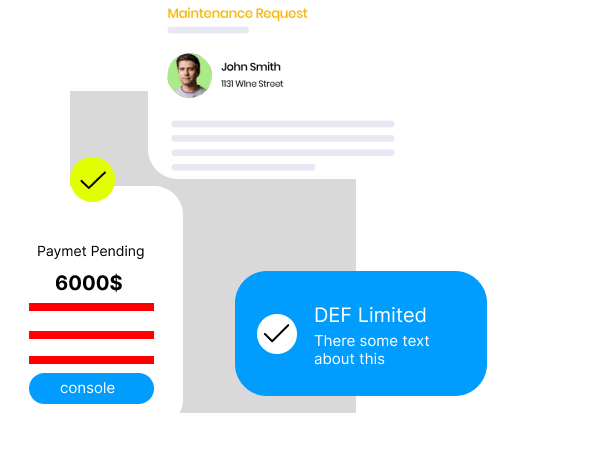 Maintenance Request
John Smith
1131 Wine Street
Paymet Pending
6000$
console
DEF Limited
There some text
about this